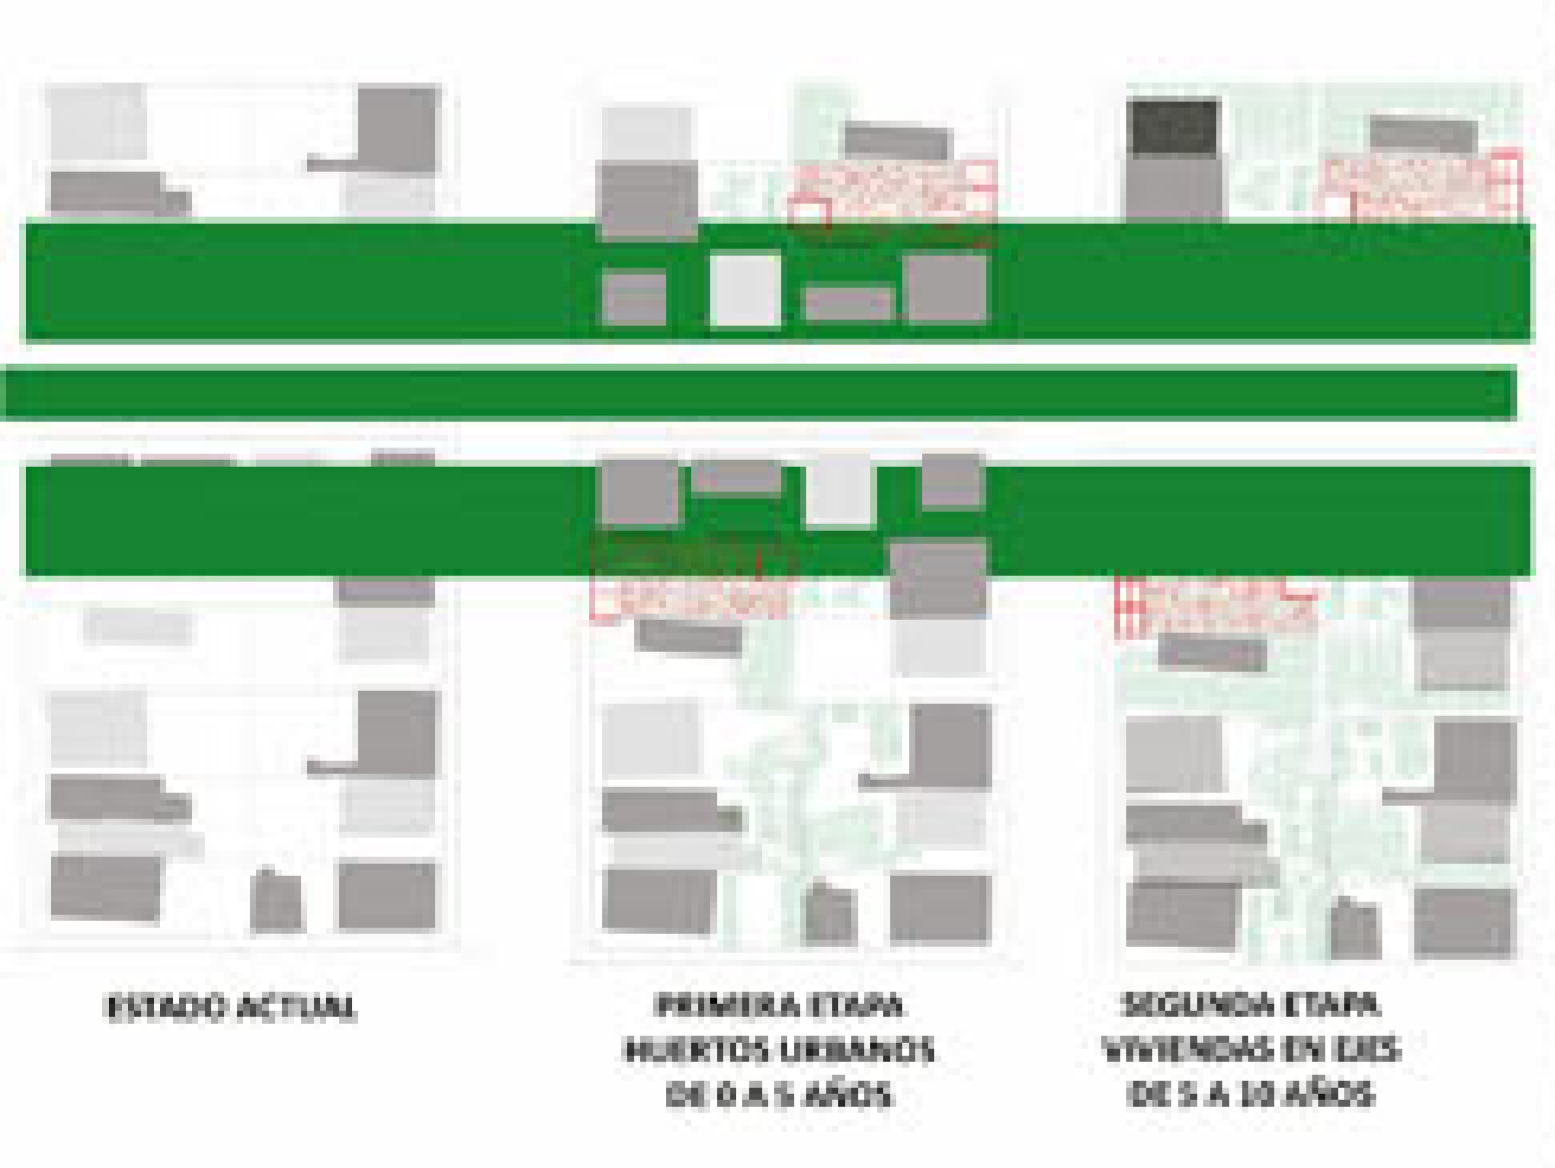 ESTADO ACTUAL
PRIMERA ETAPA
HUERTOS URBANOS
DE 0 A 5 AÑOS
SEGUNDA ETAPA
VIVIENDAS EN EJES
DE 5 A 10 AÑOS